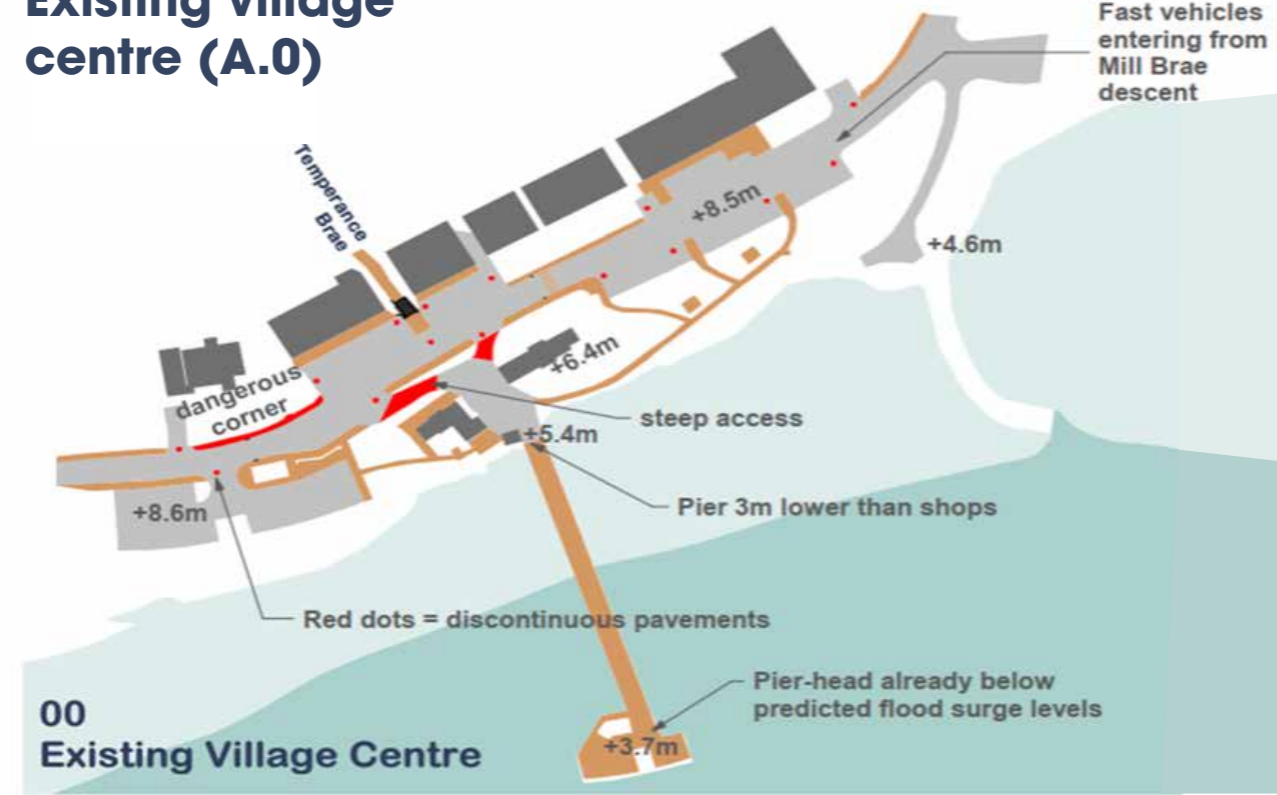 Existing village
centre (A.0)
Fast vehicles
entering from
Mill Brae
descent
Temperance
Brae
+8.5m
+4.6m
+6.4m
dangerous
corner
steep access
+5.4m
Pier 3m lower than shops
+8.6m
Red dots = discontinuous pavements
Pier-head already below
predicted flood surge levels
+3.7m
00
Existing Village Centre